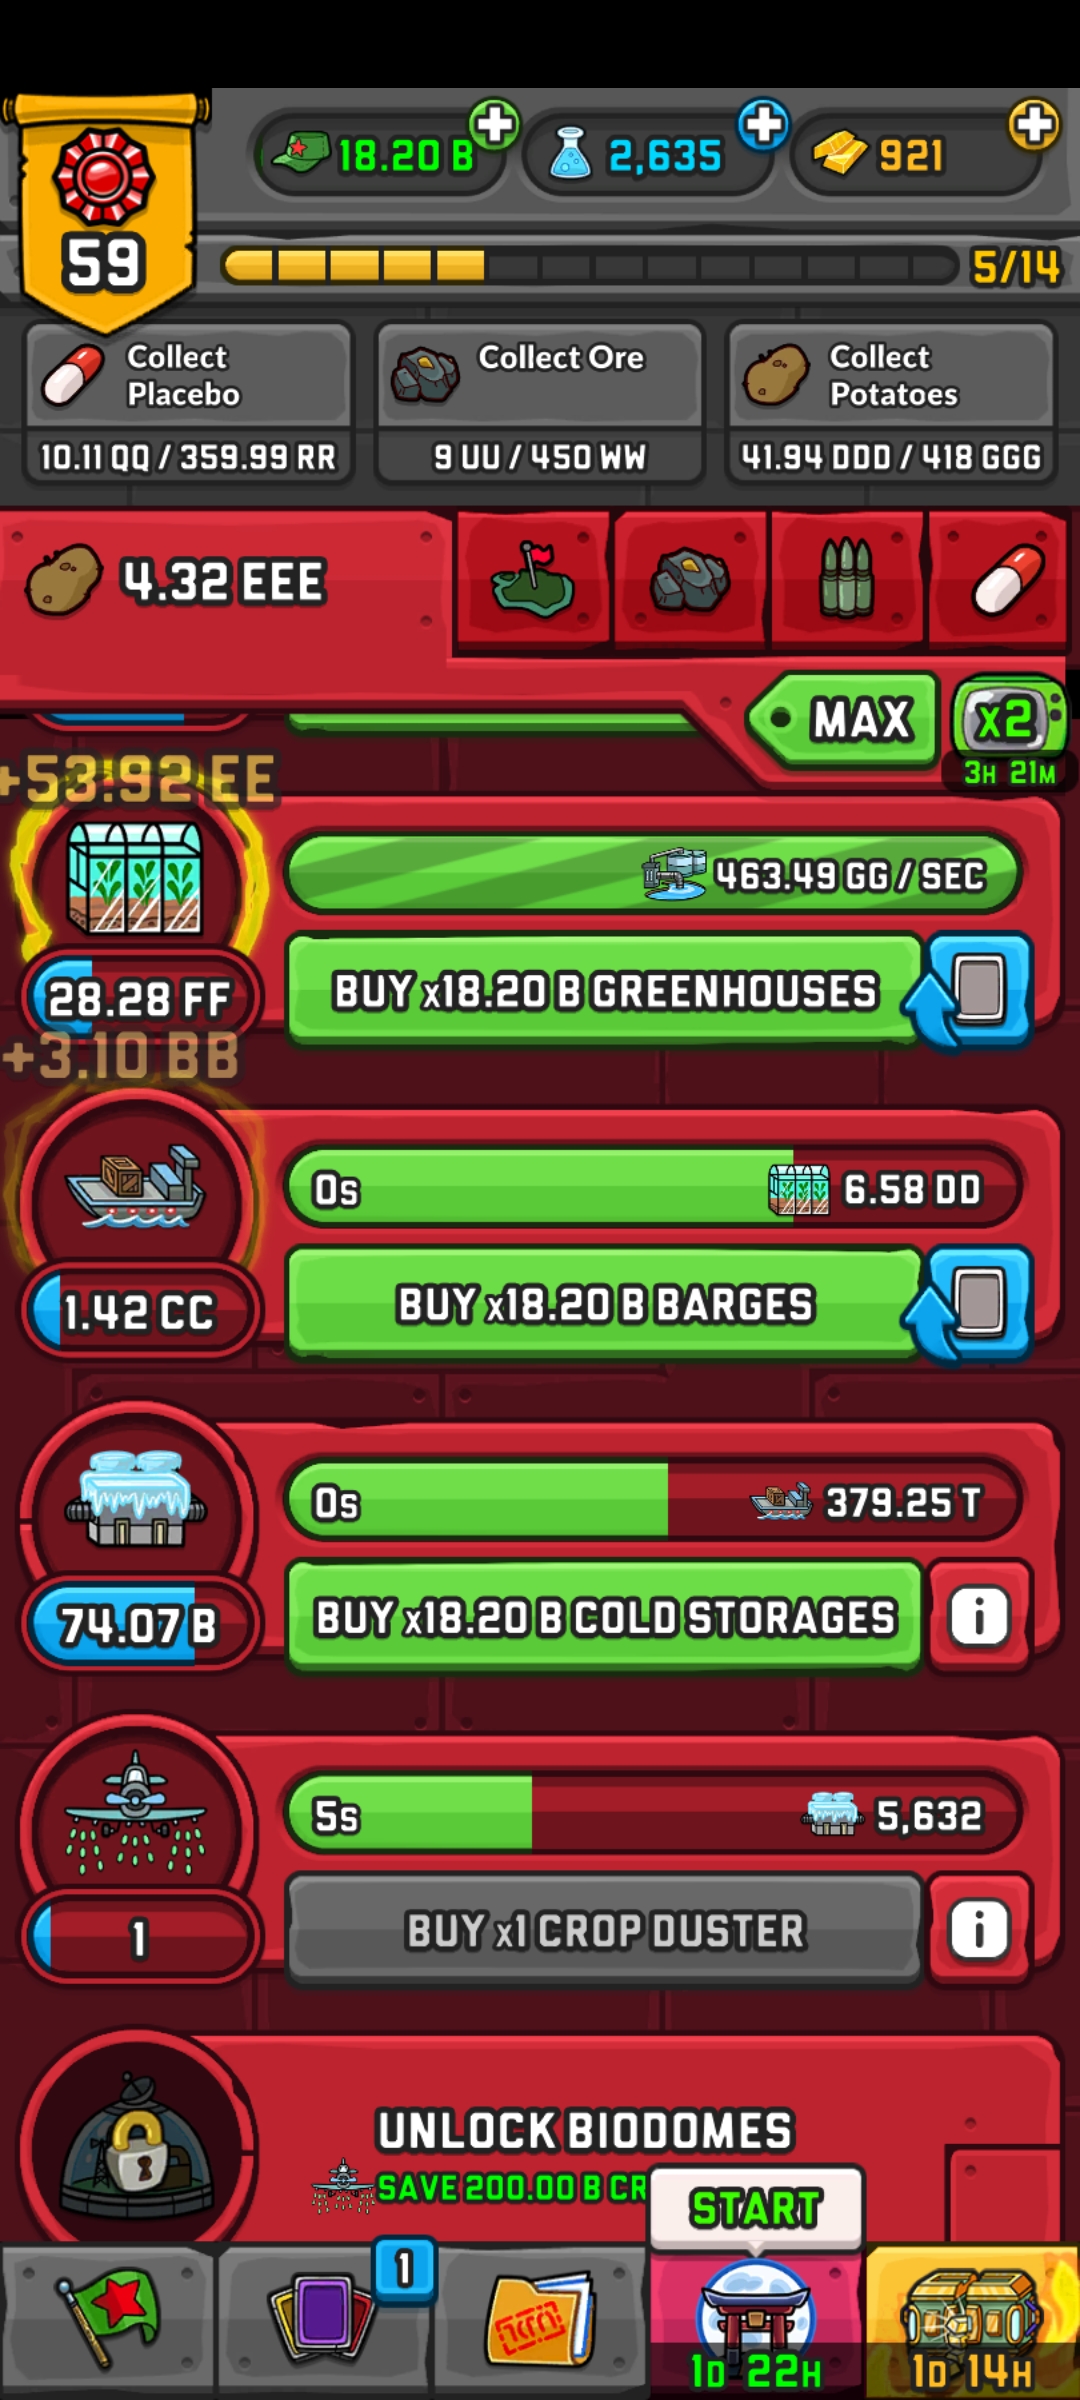 18.20 B
2,635
921
59
5/14
Collect
Placebo
10.11 QQ / 359.99 RR
Collect Ore
9 UU / 450 WW
Collect
Potatoes
41.94 DDD / 418 GGG
4.32 EEE
MAX
x2
3H 21M
+53.92 EE
463.49 GG / SEC
28.28 FF
BUY x18.20 B GREENHOUSES
+3.10 BB
0s
6.58 DD
1.42 CC
BUY x18.20 B BARGES
0s
379.25 T
74.07 B
BUY x18.20 B COLD STORAGES
i
5s
5,632
1
BUY x1 CROP DUSTER
i
UNLOCK BIODOMES
SAVE 200.00 B CR
START
1
1D 22H
1D 14H